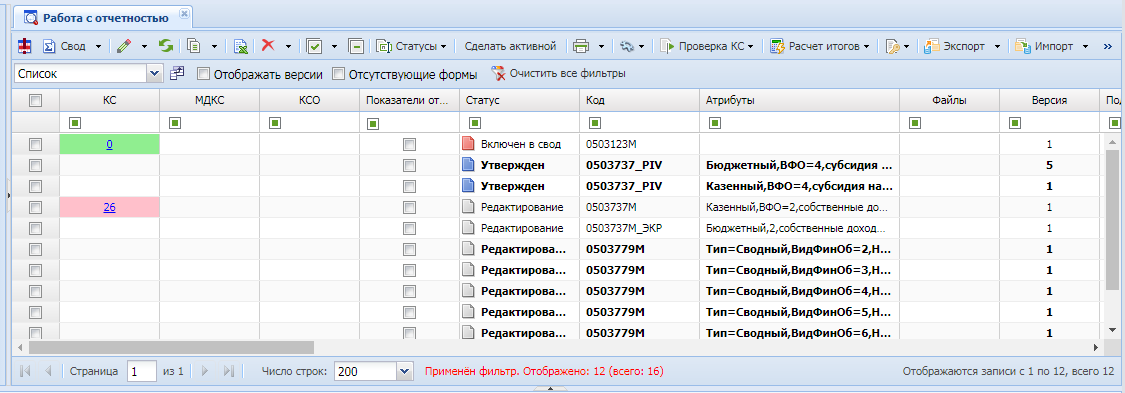 Работа с отчетностью
Свод Статусы Сделать активной Проверка КС Расчет итогов Экспорт Импорт »
Список Отображать версии Отсутствующие формы Очистить все фильтры
КС МДКС КСО Показатели от... Статус Код Атрибуты Файлы Версия Под
0 Включен в свод 0503123М 1
Утвержден 0503737_PIV Бюджетный,ВФО=4,субсидия ... 5
Утвержден 0503737_PIV Казенный,ВФО=4,субсидия на... 1
26 Редактирование 0503737М Казенный,ВФО=2,собственные до... 1
Редактирование 0503737М_ЭКР Бюджетный,2,собственные доход... 1
Редактирова... 0503779М Тип=Сводный,ВидФинОб=2,Н... 1
Редактирова... 0503779М Тип=Сводный,ВидФинОб=3,Н... 1
Редактирова... 0503779М Тип=Сводный,ВидФинОб=4,Н... 1
Редактирова... 0503779М Тип=Сводный,ВидФинОб=5,Н... 1
Редактирова... 0503779М Тип=Сводный,ВидФинОб=6,Н... 1
Страница 1 из 1 Число строк: 200 Применён фильтр. Отображено: 12 (всего: 16) Отображаются записи с 1 по 12, всего 12